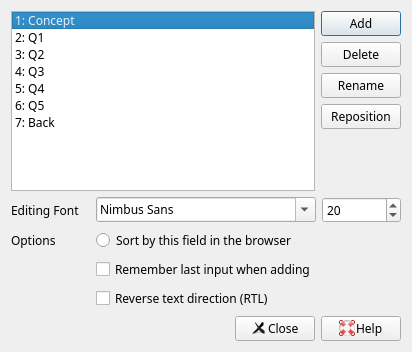 1: Concept
2: Q1
3: Q2
4: Q3
5: Q4
6: Q5
7: Back
Add
Delete
Rename
Reposition
Editing Font
Nimbus Sans
20
Options
Sort by this field in the browser
Remember last input when adding
Reverse text direction (RTL)
Close
Help